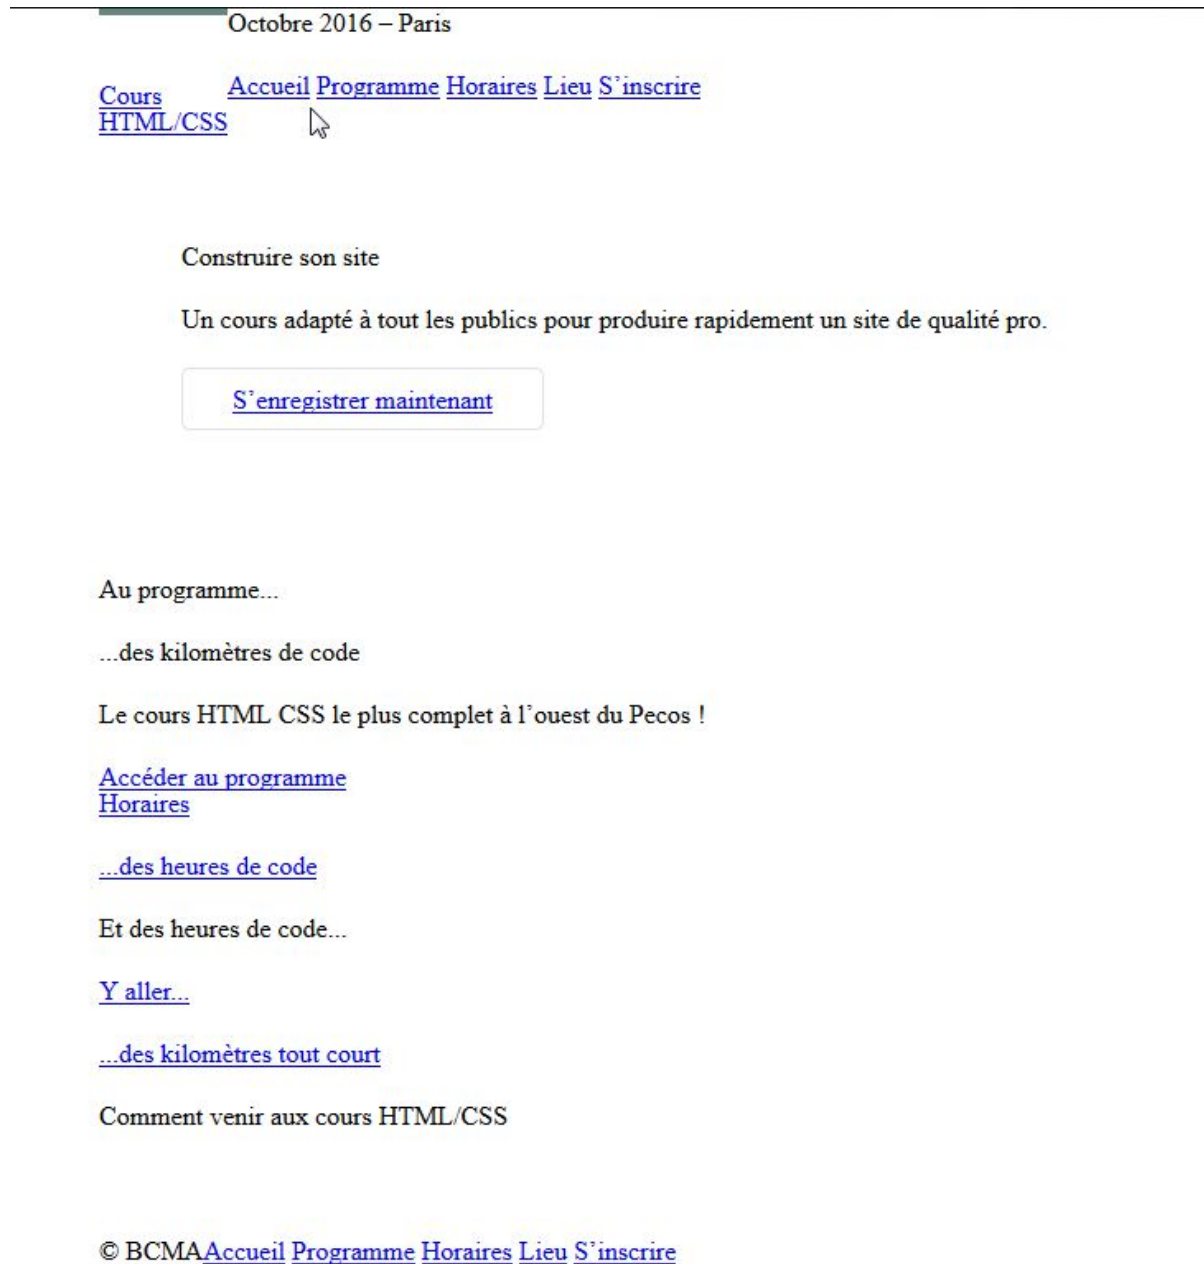 Octobre 2016 – Paris
Accueil Programme Horaires Lieu S’inscrire
Cours
HTML/CSS
Construire son site
Un cours adapté à tout les publics pour produire rapidement un site de qualité pro.
S’enregistrer maintenant
Au programme...
...des kilomètres de code
Le cours HTML CSS le plus complet à l’ouest du Pecos !
Accéder au programme
Horaires
...des heures de code
Et des heures de code...
Y aller...
...des kilomètres tout court
Comment venir aux cours HTML/CSS
© BCMAAccueil Programme Horaires Lieu S’inscrire